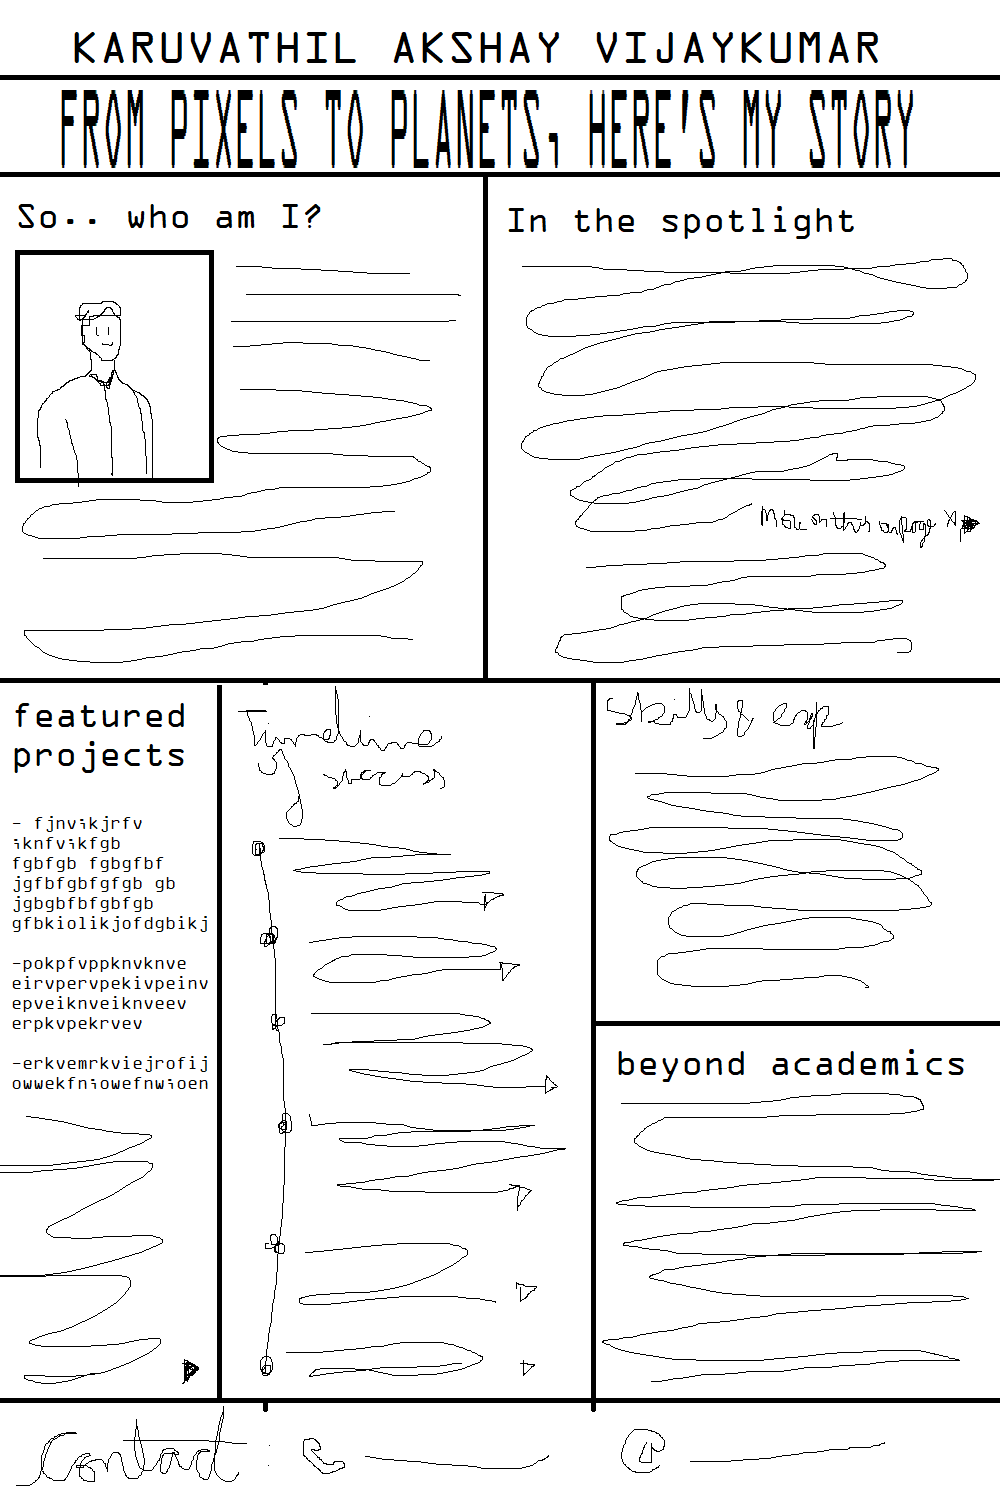 KARUVATHIL AKSHAY VIJAYKUMAR
FROM PIXELS TO PLANETS, HERE'S MY STORY
So.. who am I?
In the spotlight
More on this on page X
featured
projects
- fjnvikjrfv
iknfvikfgb
fgbfgb fgbgfbf
jgfbfgbfgfgb gb
jgbgbfbfgbfgb
gfbkiolikjofdgbikj
-pokpfvppknvknve
eirvpervpekivpeinv
epveiknveiknveev
erpkvpekrvev
-erkvemrkviejrofij
owwekfniowefnwioen
Timeline
of success
Skills & exp
beyond academics
Contact :